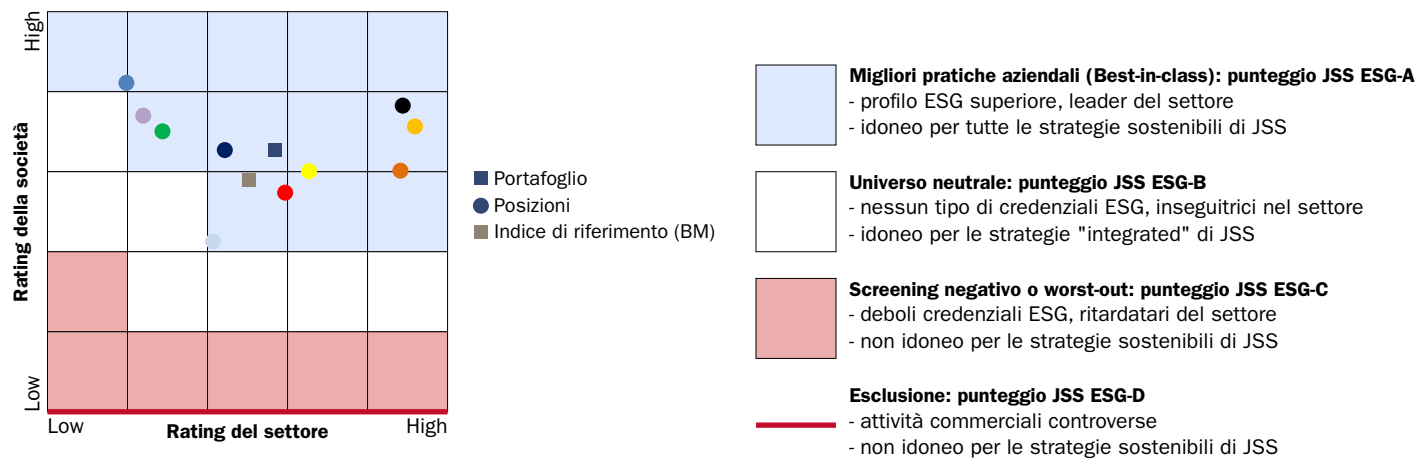 High
Rating della società
Low
Low
Rating del settore
High
Portafoglio
Posizioni
Indice di riferimento (BM)
Migliori pratiche aziendali (Best-in-class): punteggio JSS ESG-A
- profilo ESG superiore, leader del settore
- idoneo per tutte le strategie sostenibili di JSS
Universo neutrale: punteggio JSS ESG-B
- nessun tipo di credenziali ESG, inseguitrici nel settore
- idoneo per le strategie "integrated" di JSS
Screening negativo o worst-out: punteggio JSS ESG-C
- deboli credenziali ESG, ritardatari del settore
- non idoneo per le strategie sostenibili di JSS
Esclusione: punteggio JSS ESG-D
- attività commerciali controverse
- non idoneo per le strategie sostenibili di JSS